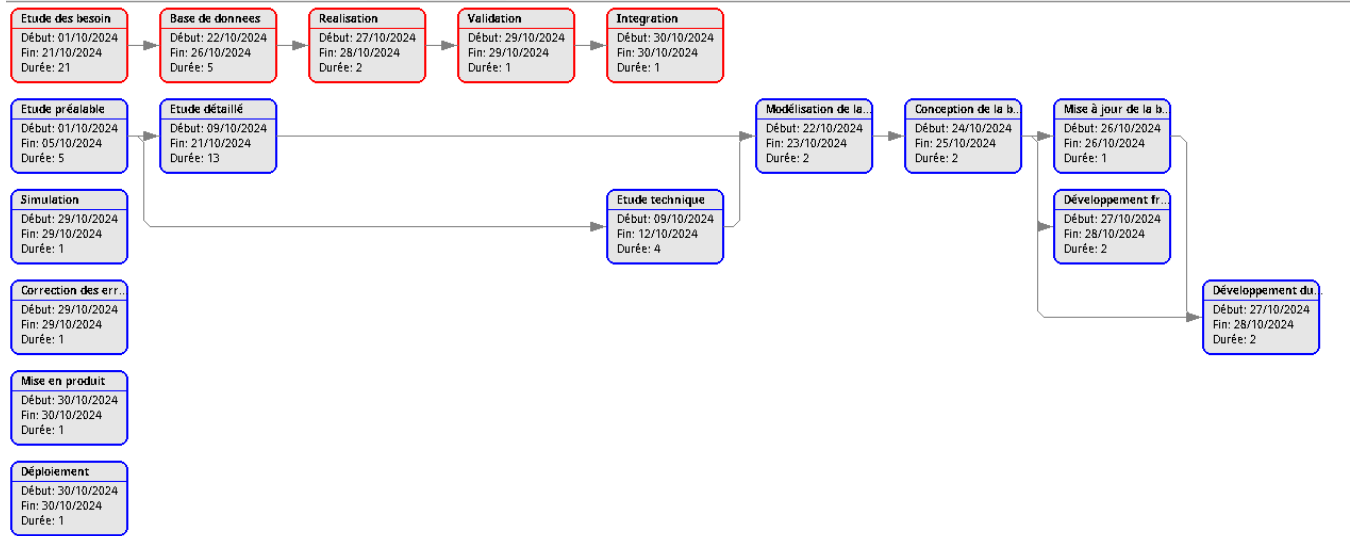 Etude des besoin
Début: 01/10/2024
Fin: 21/10/2024
Durée: 21
Base de donnees
Début: 22/10/2024
Fin: 26/10/2024
Durée: 5
Realisation
Début: 27/10/2024
Fin: 28/10/2024
Durée: 2
Validation
Début: 29/10/2024
Fin: 29/10/2024
Durée: 1
Integration
Début: 30/10/2024
Fin: 30/10/2024
Durée: 1
Etude préalable
Début: 01/10/2024
Fin: 05/10/2024
Durée: 5
Etude détaillé
Début: 09/10/2024
Fin: 21/10/2024
Durée: 13
Modélisation de la...
Début: 22/10/2024
Fin: 23/10/2024
Durée: 2
Conception de la b...
Début: 24/10/2024
Fin: 25/10/2024
Durée: 2
Mise à jour de la b...
Début: 26/10/2024
Fin: 26/10/2024
Durée: 1
Simulation
Début: 29/10/2024
Fin: 29/10/2024
Durée: 1
Etude technique
Début: 09/10/2024
Fin: 12/10/2024
Durée: 4
Développement fr...
Début: 27/10/2024
Fin: 28/10/2024
Durée: 2
Correction des err...
Début: 29/10/2024
Fin: 29/10/2024
Durée: 1
Développement du...
Début: 27/10/2024
Fin: 28/10/2024
Durée: 2
Mise en produit
Début: 30/10/2024
Fin: 30/10/2024
Durée: 1
Déploiement
Début: 30/10/2024
Fin: 30/10/2024
Durée: 1